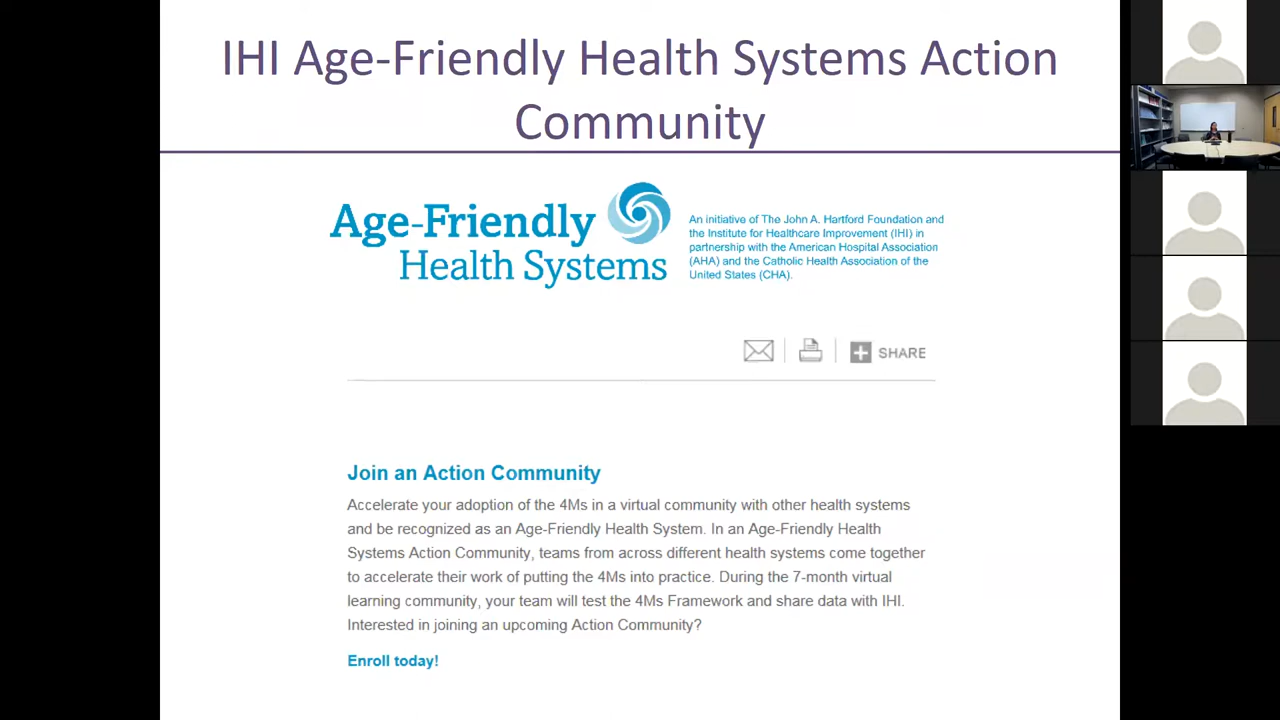 IHI Age-Friendly Health Systems Action
Community
Age-Friendly
Health Systems
An initiative of The John A. Hartford Foundation and
the Institute for Healthcare Improvement (IHI) in
partnership with the American Hospital Association
(AHA) and the Catholic Health Association of the
United States (CHA).
SHARE
Join an Action Community
Accelerate your adoption of the 4Ms in a virtual community with other health systems
and be recognized as an Age-Friendly Health System. In an Age-Friendly Health
Systems Action Community, teams from across different health systems come together
to accelerate their work of putting the 4Ms into practice. During the 7-month virtual
learning community, your team will test the 4Ms Framework and share data with IHI.
Interested in joining an upcoming Action Community?
Enroll today!